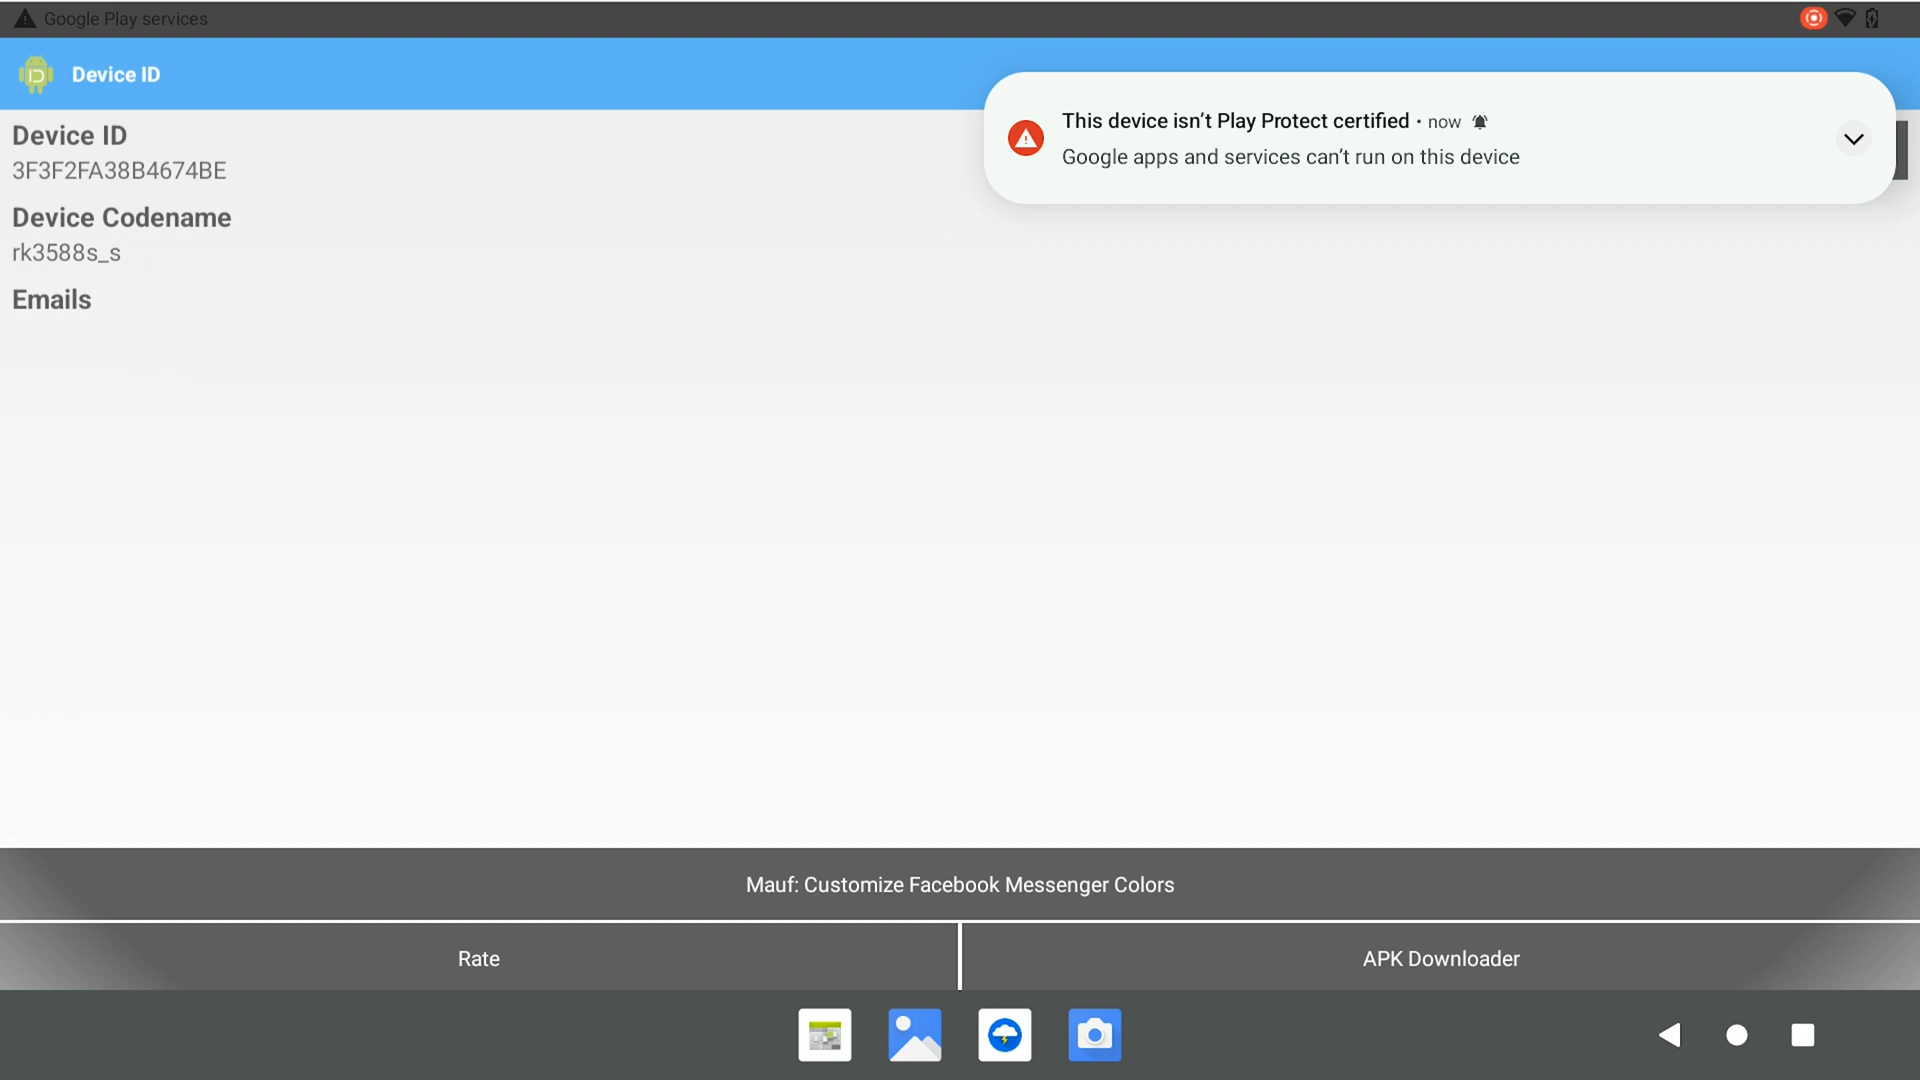 Google Play services
Device ID
This device isn't Play Protect certified • now
Google apps and services can't run on this device
Device ID
3F3F2FA38B4674BE
Device Codename
rk3588s_s
Emails
Mauf: Customize Facebook Messenger Colors
Rate
APK Downloader